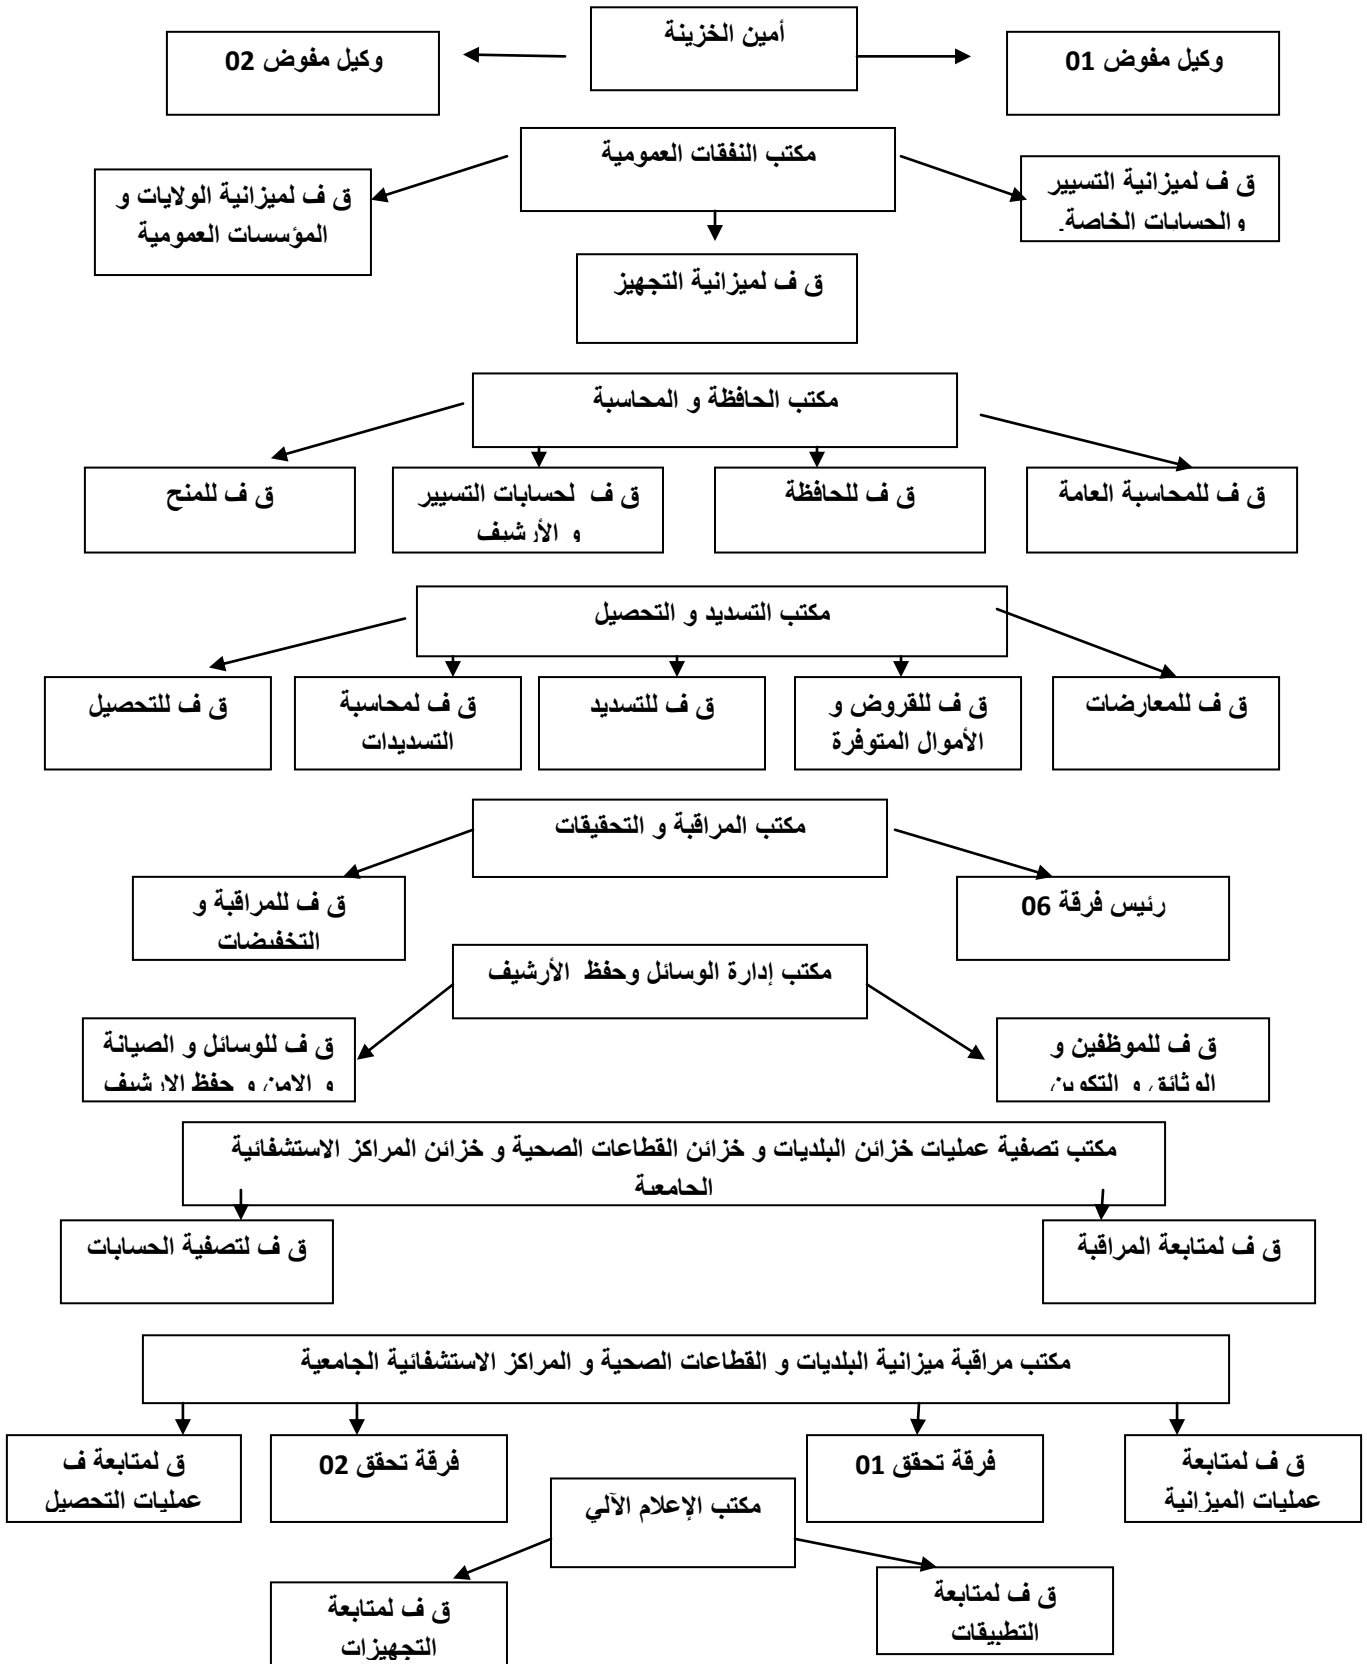 أمين الخزينة
وكيل مفوض 01
وكيل مفوض 02
مكتب النفقات العمومية
ق ف لميزانية التسيير
و الحسابات الخاصة.
ق ف لميزانية الولايات و
المؤسسات العمومية
ق ف لميزانية التجهيز
مكتب الحافظة و المحاسبة
ق ف للمحاسبة العامة
ق ف للحافظة
ق ف لحسابات التسيير
و الأرشيف
ق ف للمنح
مكتب التسديد و التحصيل
ق ف للمعارضات
ق ف للقروض و
الأموال المتوفرة
ق ف للتسديد
ق ف لمحاسبة
التسديدات
ق ف للتحصيل
مكتب المراقبة و التحقيقات
رئيس فرقة 06
ق ف للمراقبة و
التخفيضات
مكتب إدارة الوسائل وحفظ الأرشيف
ق ف للموظفين و
الوثائق و التكوين
ق ف للوسائل و الصيانة
و الامن و حفظ الارشيف
مكتب تصفية عمليات خزائن البلديات و خزائن القطاعات الصحية و خزائن المراكز الاستشفائية
الجامعية
ق ف لمتابعة المراقبة
ق ف لتصفية الحسابات
مكتب مراقبة ميزانية البلديات و القطاعات الصحية و المراكز الاستشفائية الجامعية
ق ف لمتابعة
عمليات الميزانية
فرقة تحقق 01
فرقة تحقق 02
ق لمتابعة ف
عمليات التحصيل
مكتب الإعلام الآلي
ق ف لمتابعة
التطبيقات
ق ف لمتابعة
التجهيزات